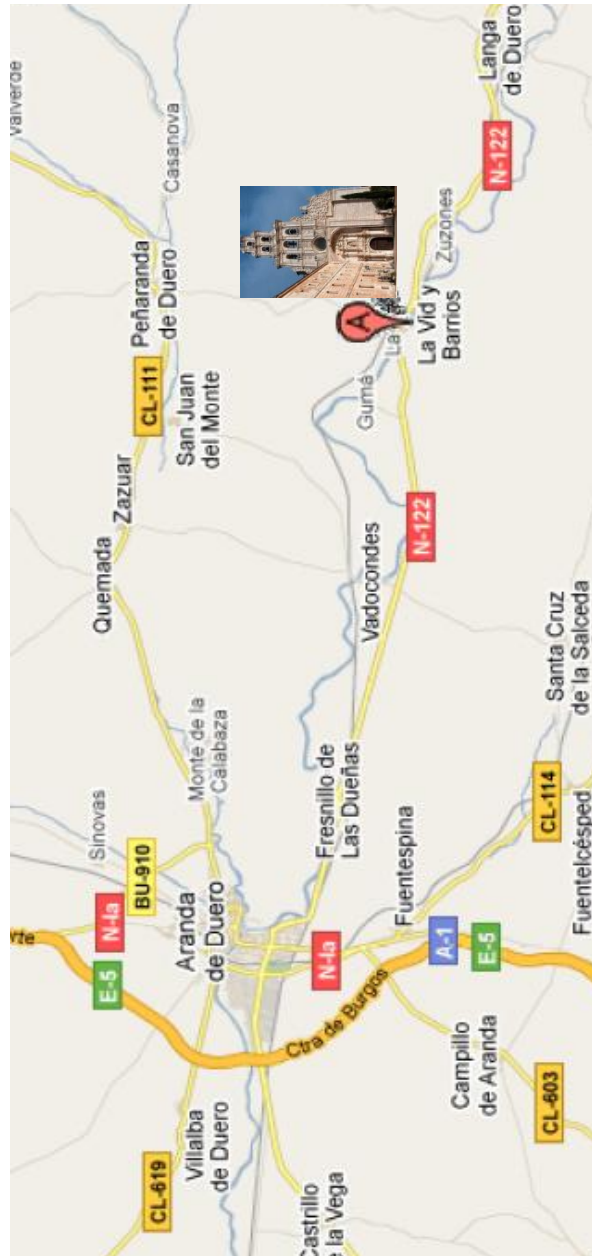 Valverde
Casanova
Peñaranda
de Duero
CL-111
San Juan
del Monte
Zazuar
Quemada
Langa
de Duero
N-122
Zuzones
A
La Vid y
Barrios
Gumá
N-122
Vadocondes
Monte de la
Calabaza
Sinovas
BU-910
N-Ia
E-5
Aranda
de Duero
Fresnillo de
Las Dueñas
Santa Cruz
de la Salceda
CL-114
Fuentelcésped
Fuentespina
N-Ia
A-1
E-5
Ctra de Burgos
Campillo
de Aranda
CL-603
Villalba
de Duero
CL-619
Castrillo
e la Vega